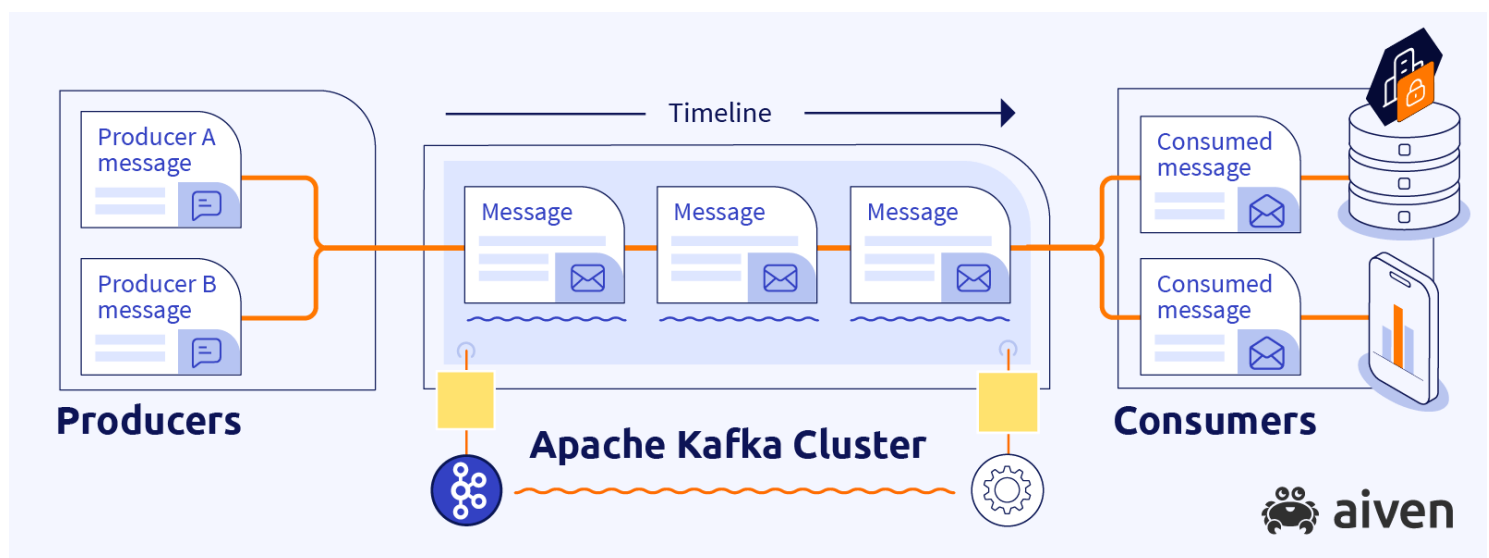 Timeline
Producer A
message
Producer B
message
Producers
Message
Message
Message
Apache Kafka Cluster
Consumed
message
Consumed
message
Consumers
aiven